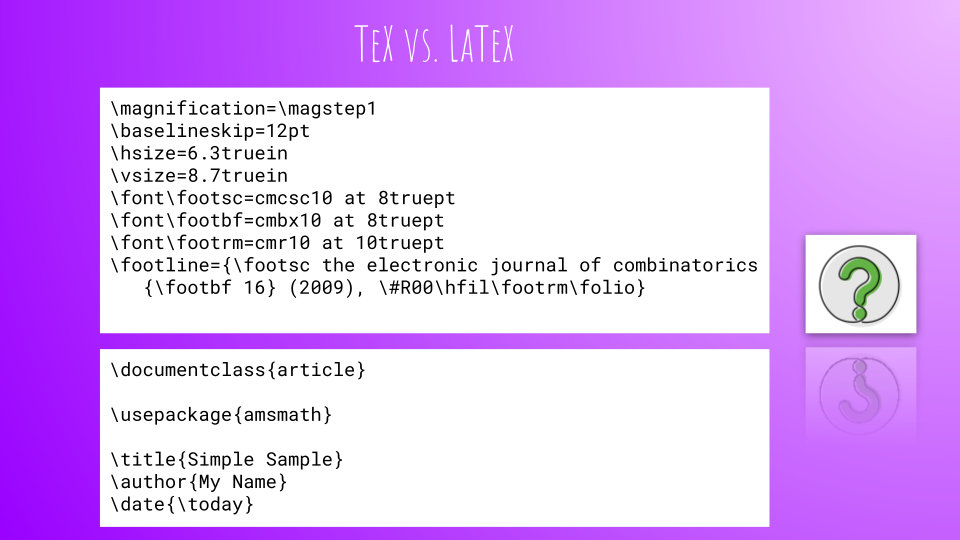 TeX vs. LaTeX
\magnification=\magstep1
\baselineskip=12pt
\hsize=6.3truein
\vsize=8.7truein
\font\footsc=cmcsc10 at 8truept
\font\footbf=cmbx10 at 8truept
\font\footrm=cmr10 at 10truept
\footline={\footsc the electronic journal of combinatorics
{\footbf 16} (2009), \#R00\hfil\footrm\folio}
\documentclass{article}
\usepackage{amsmath}
\title{Simple Sample}
\author{My Name}
\date{\today}